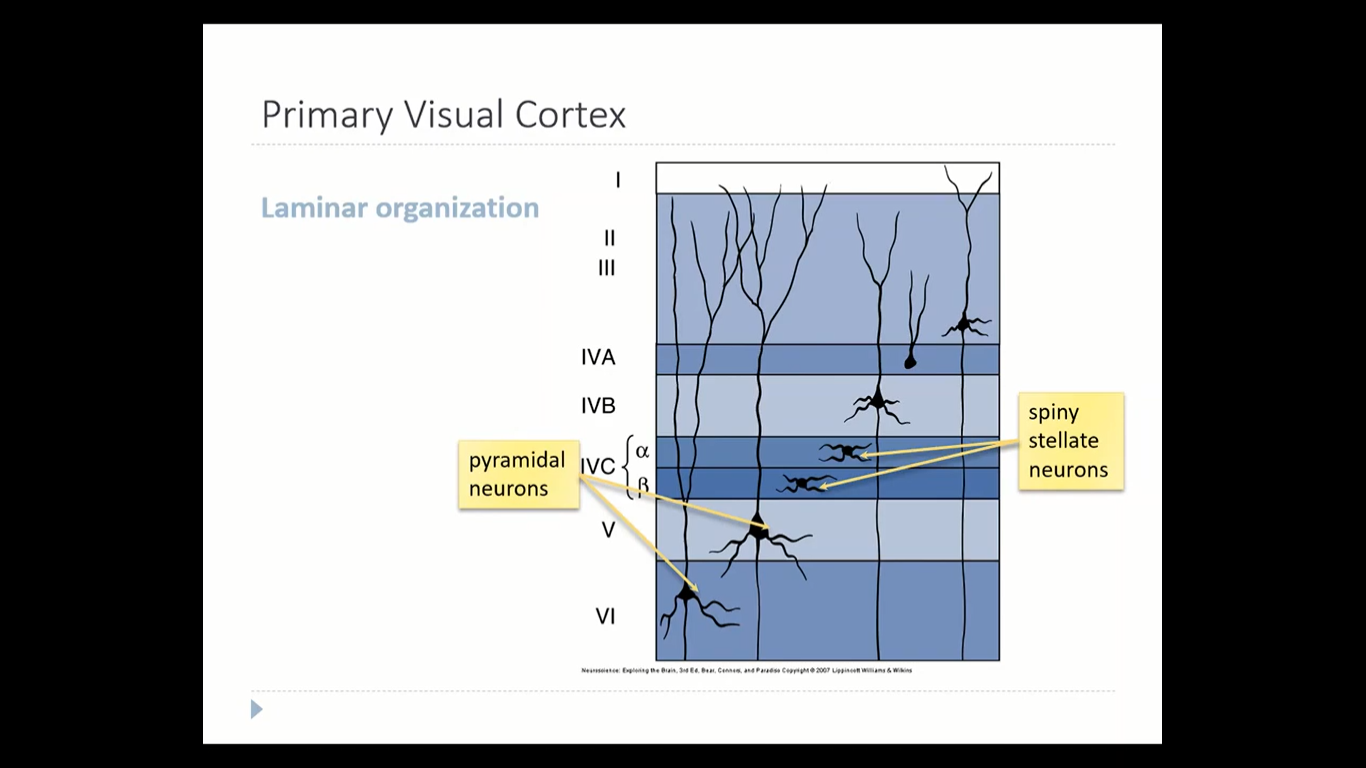 Primary Visual Cortex
Laminar organization
I
II
III
IVA
IVB
IVC
α
β
V
VI
pyramidal
neurons
spiny
stellate
neurons
Neuroscience: Exploring the Brain, 3rd Ed, Bear, Connors, and Paradiso Copyright © 2007 Lippincott Williams & Wilkins